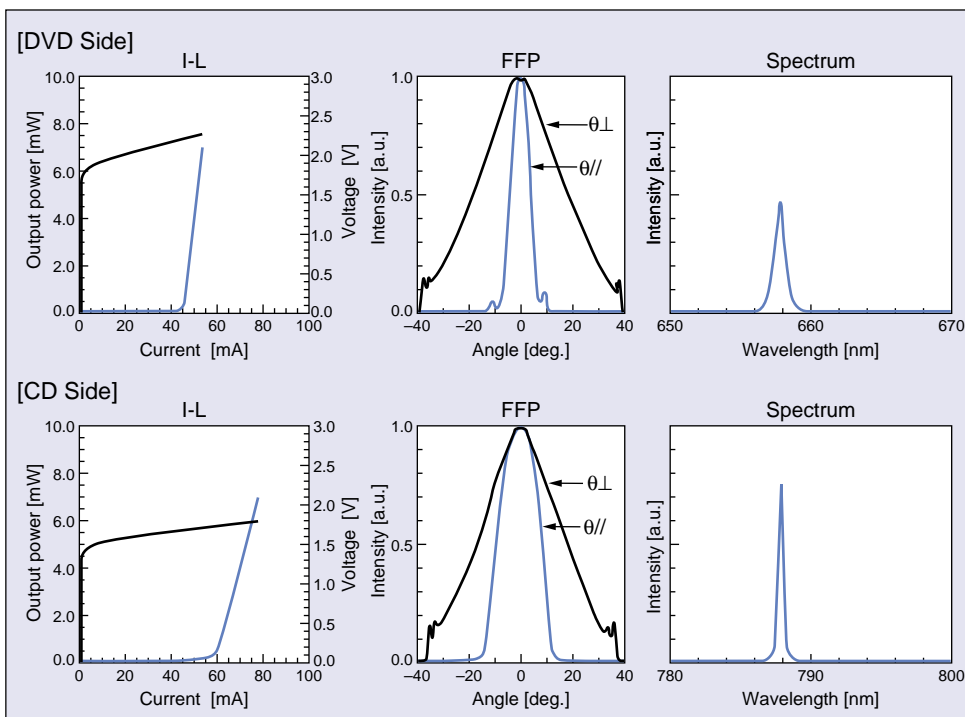 [DVD Side]
I-L
FFP
Spectrum
Output power [mW]
10.0
8.0
6.0
4.0
2.0
0.0
Voltage [V]
3.0
2.5
2.0
1.5
1.0
0.5
0.0
0 20 40 60 80 100
Current [mA]
Intensity [a.u.]
1.0
0.5
0.0
θ⊥
θ//
–40 –20 0 20 40
Angle [deg.]
Intensity [a.u.]
650 660 670
Wavelength [nm]
[CD Side]
I-L
FFP
Spectrum
Output power [mW]
10.0
8.0
6.0
4.0
2.0
0.0
Voltage [V]
3.0
2.5
2.0
1.5
1.0
0.5
0.0
0 20 40 60 80 100
Current [mA]
Intensity [a.u.]
1.0
0.5
0.0
θ⊥
θ//
–40 –20 0 20 40
Angle [deg.]
Intensity [a.u.]
780 790 800
Wavelength [nm]